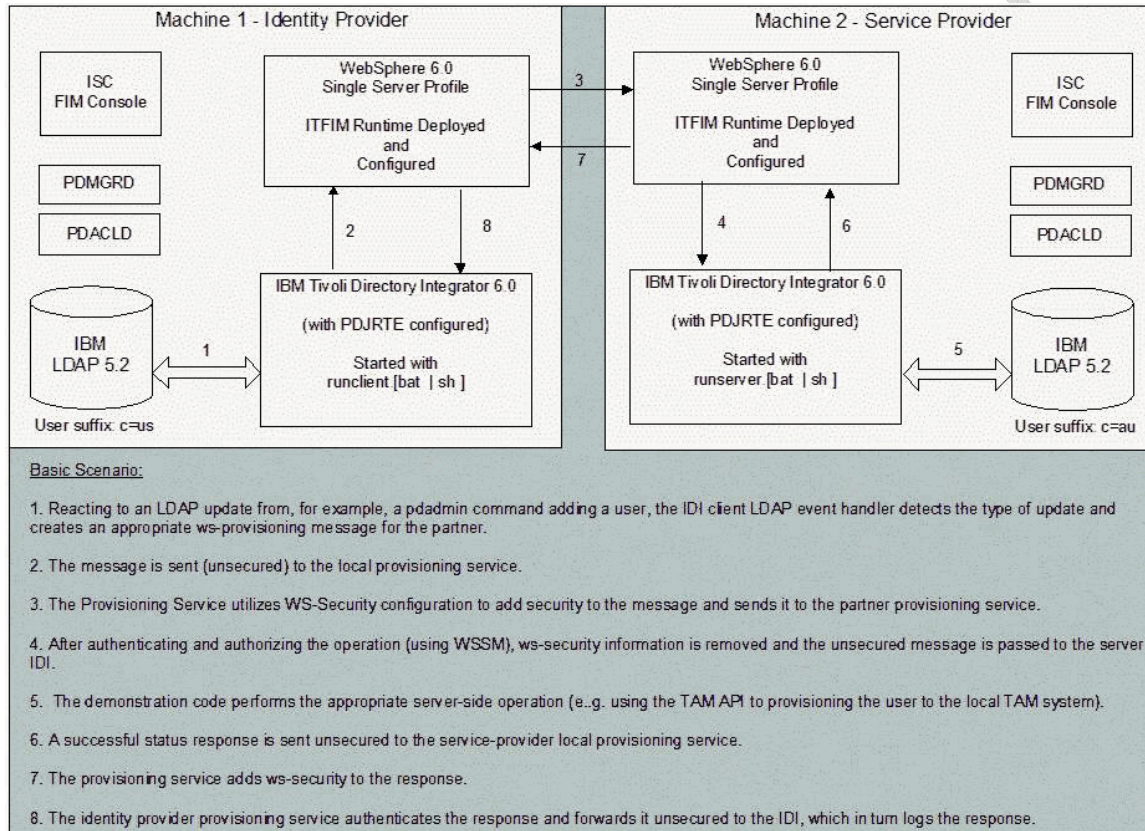 Machine 1 - Identity Provider
ISC
FIM Console
PDMGRD
PDACLD
IBM
LDAP 5.2
User suffix: c=us
WebSphere 6.0
Single Server Profile
ITFIM Runtime Deployed
and
Configured
2
8
IBM Tivoli Directory Integrator 6.0
(with PDJRTE configured)
Started with
runclient.[bat | sh ]
1
3
7
Machine 2 - Service Provider
WebSphere 6.0
Single Server Profile
ITFIM Runtime Deployed
and
Configured
4
6
IBM Tivoli Directory Integrator 6.0
(with PDJRTE configured)
Started with
runserver.[bat | sh ]
5
ISC
FIM Console
PDMGRD
PDACLD
IBM
LDAP 5.2
User suffix: c=au
Basic Scenario:
1. Reacting to an LDAP update from, for example, a pdadmin command adding a user, the IDI client LDAP event handler detects the type of update and
creates an appropriate ws-provisioning message for the partner.
2. The message is sent (unsecured) to the local provisioning service.
3. The Provisioning Service utilizes WS-Security configuration to add security to the message and sends it to the partner provisioning service.
4. After authenticating and authorizing the operation (using WSSM), ws-security information is removed and the unsecured message is passed to the server
IDI.
5. The demonstration code performs the appropriate server-side operation (e..g. using the TAM API to provisioning the user to the local TAM system).
6. A successful status response is sent unsecured to the service-provider local provisioning service.
7. The provisioning service adds ws-security to the response.
8. The identity provider provisioning service authenticates the response and forwards it unsecured to the IDI, which in turn logs the response.